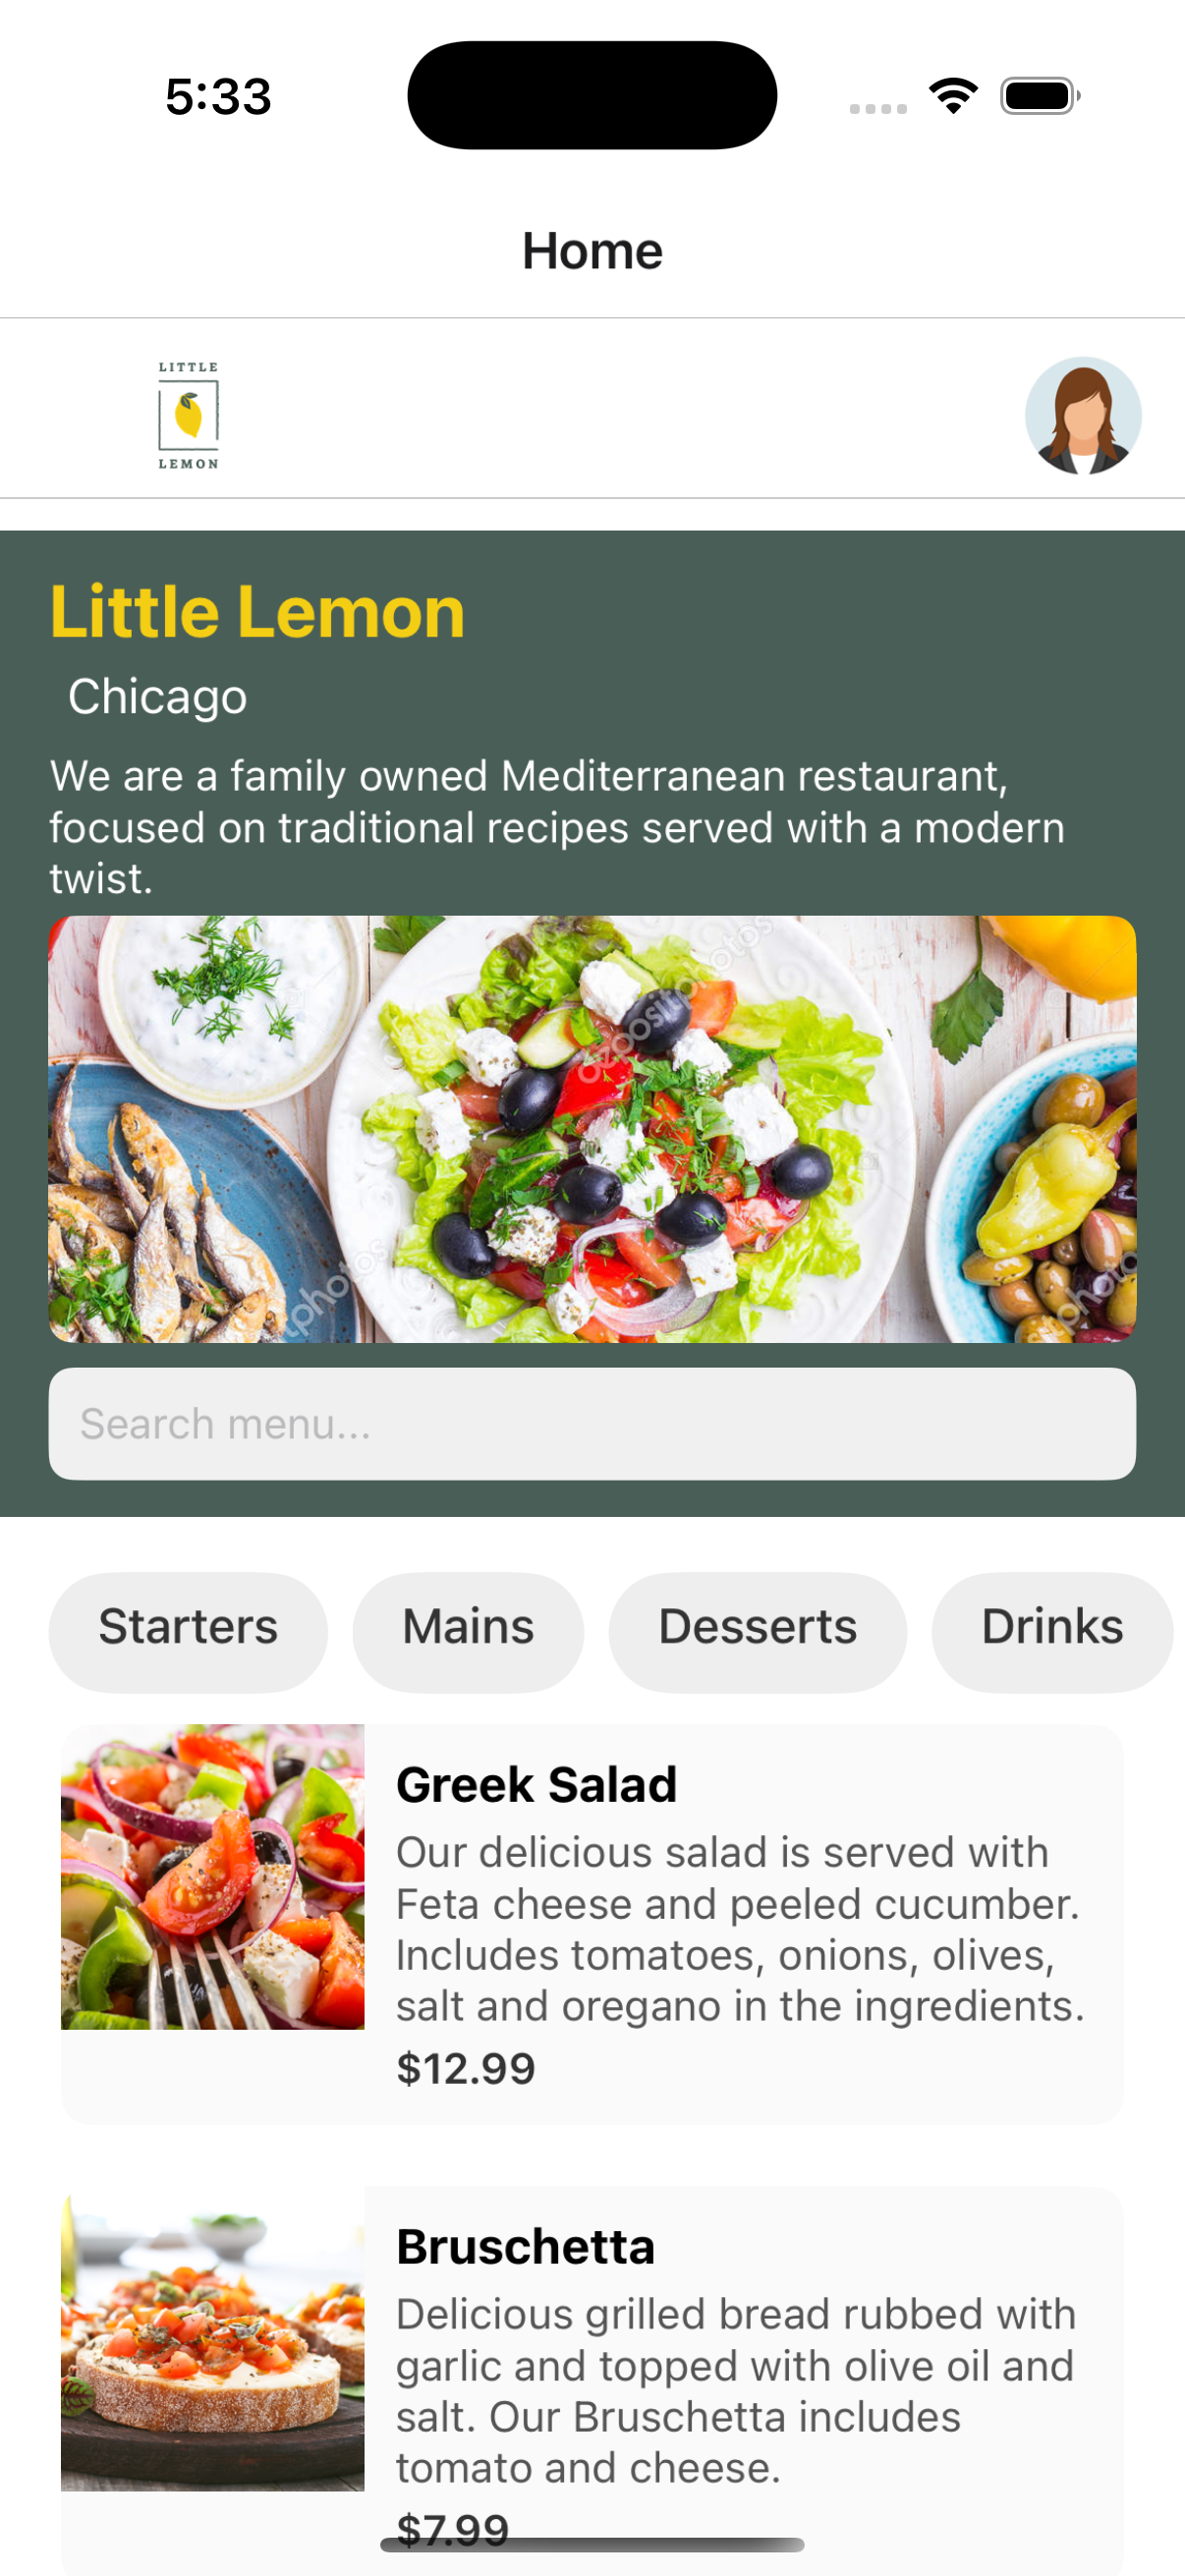 5:33
Home
LITTLE
LEMON
Little Lemon
Chicago
We are a family owned Mediterranean restaurant,
focused on traditional recipes served with a modern
twist.
depositphotos
Search menu...
Starters Mains Desserts Drinks
Greek Salad
Our delicious salad is served with
Feta cheese and peeled cucumber.
Includes tomatoes, onions, olives,
salt and oregano in the ingredients.
$12.99
Bruschetta
Delicious grilled bread rubbed with
garlic and topped with olive oil and
salt. Our Bruschetta includes
tomato and cheese.
$7.99